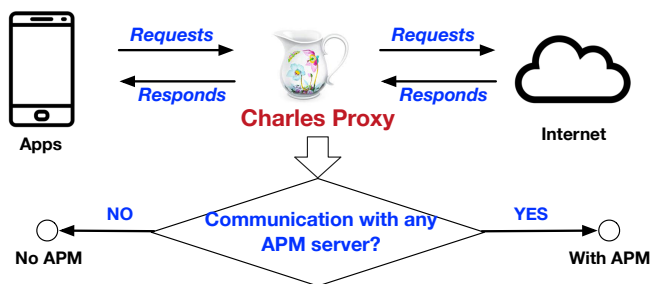 Requests
Requests
Responds
Responds
Charles Proxy
Apps
Internet
NO
Communication with any
APM server?
YES
No APM
With APM